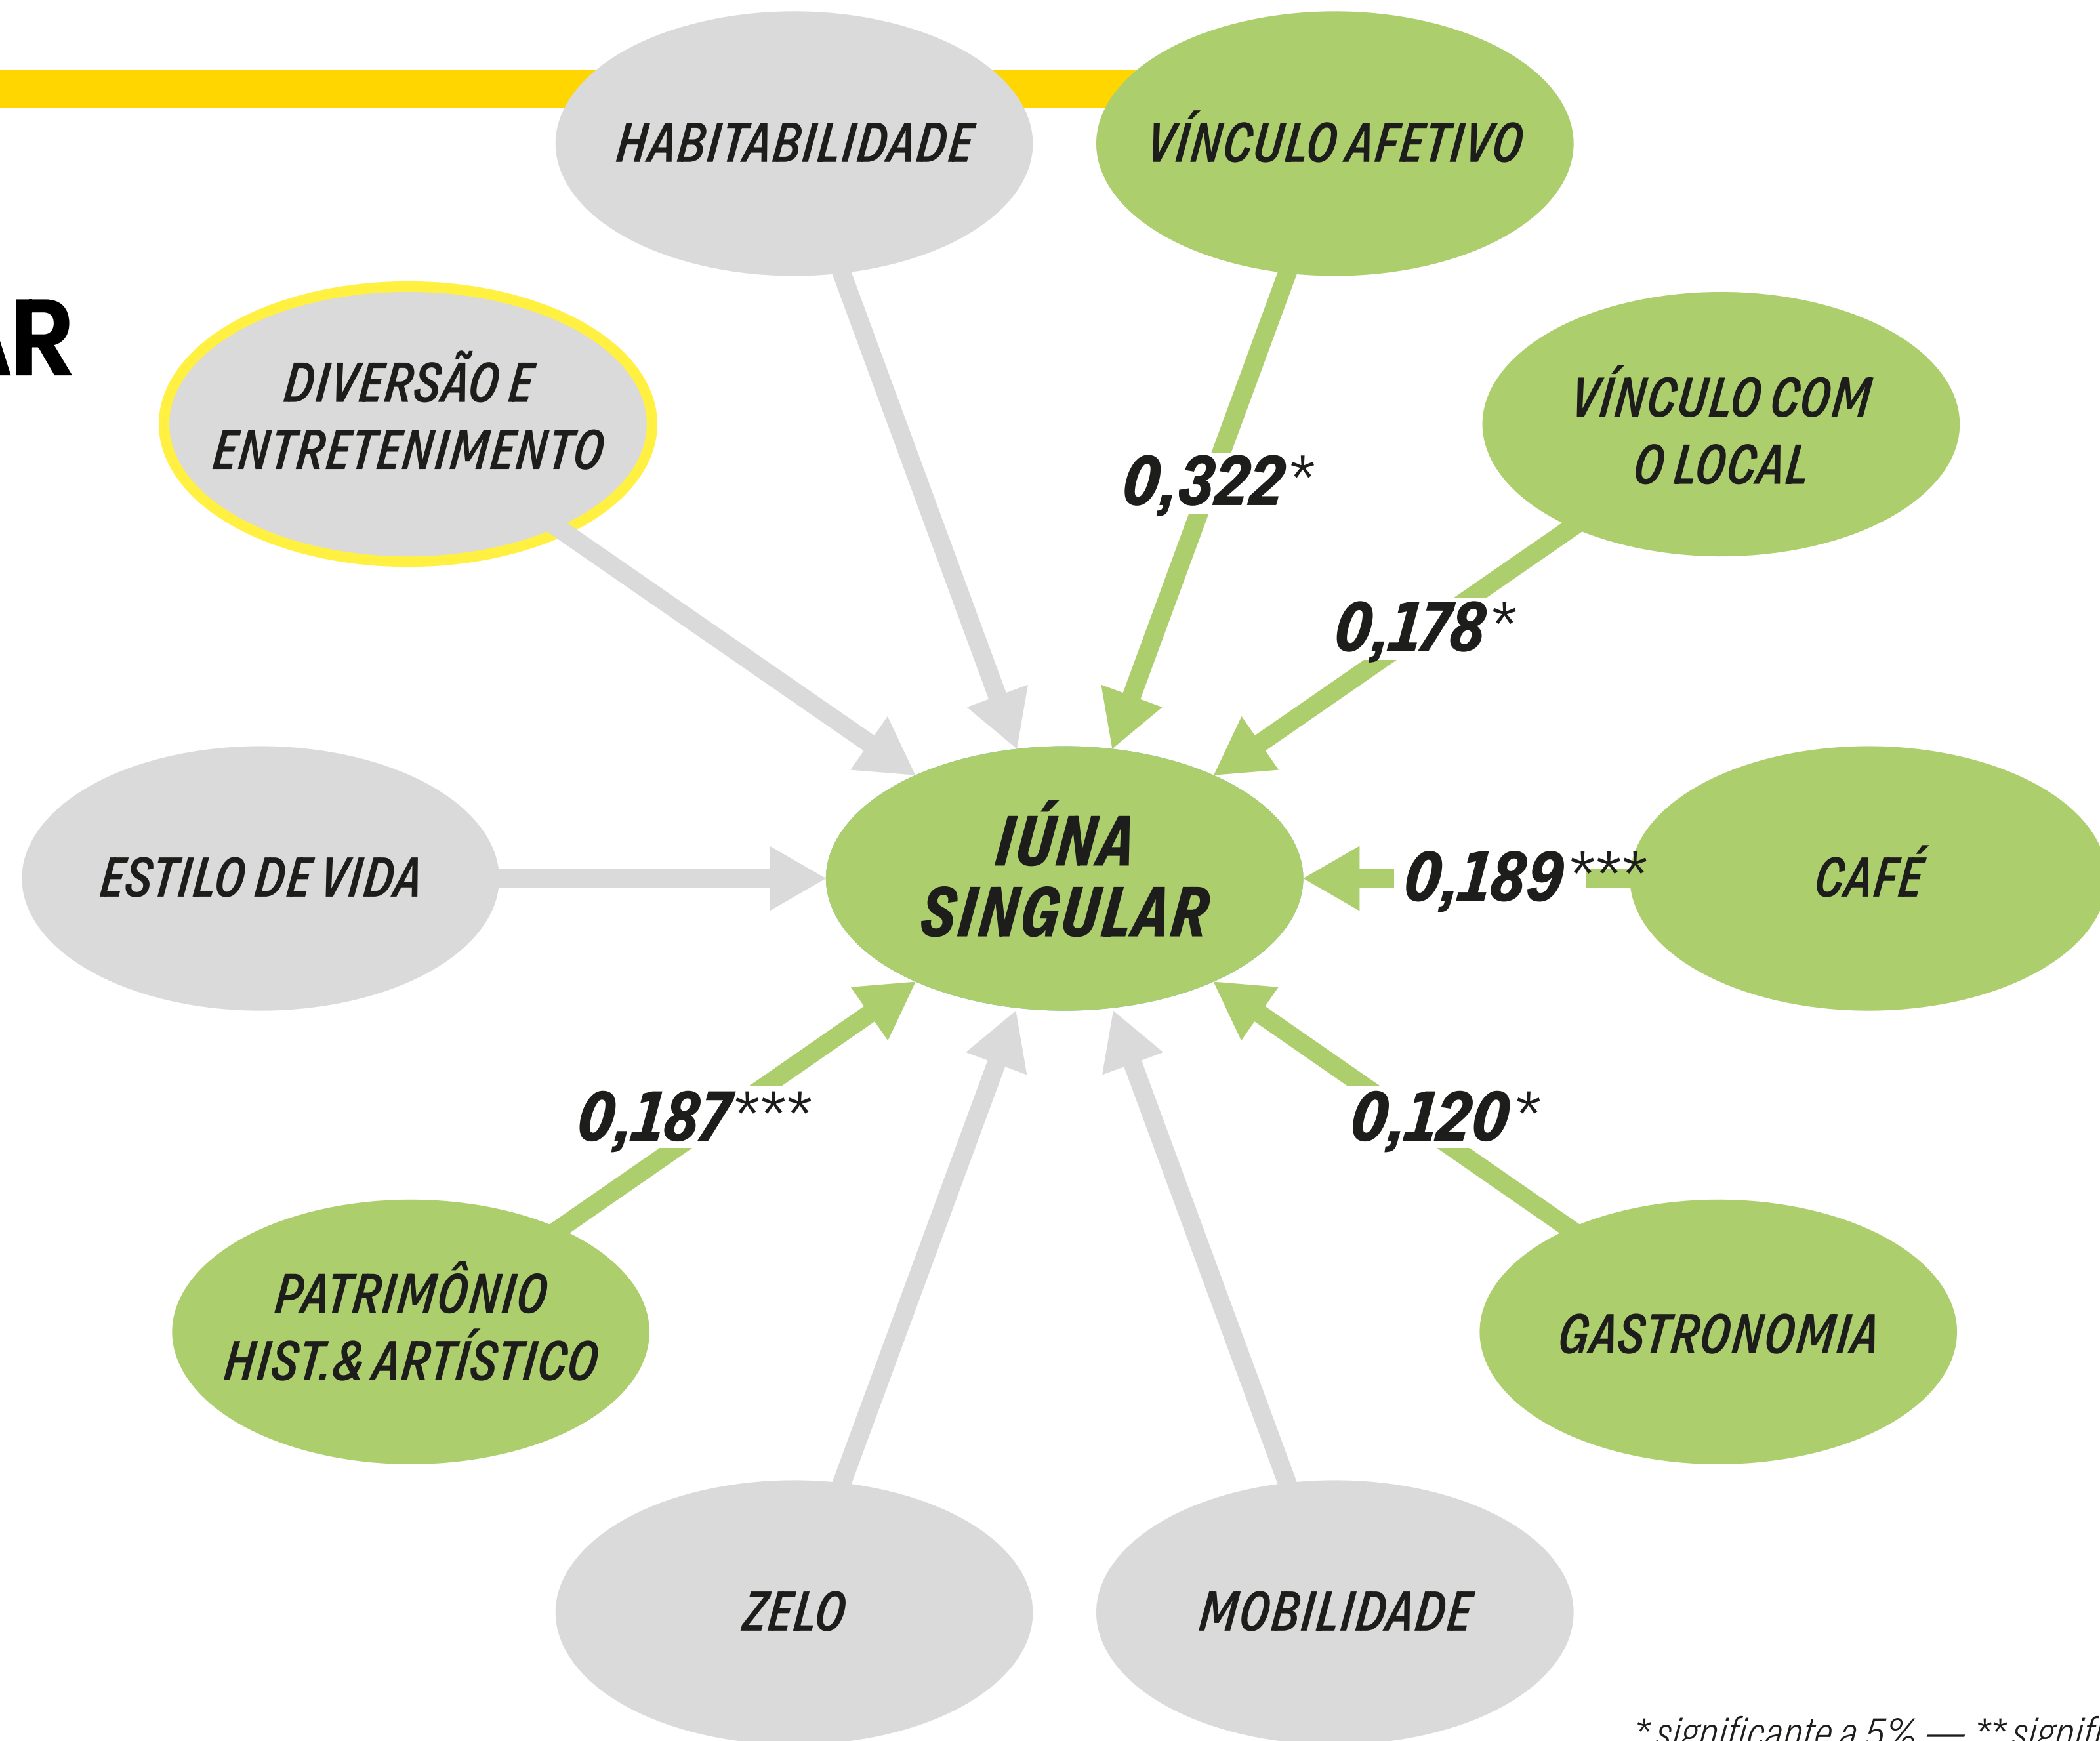 HABITABILIDADE
VÍNCULO AFETIVO
AR
DIVERSÃO E
ENTRETENIMENTO
VÍNCULO COM
O LOCAL
0,322*
0,178*
ESTILO DE VIDA
IÚNA
SINGULAR
0,189***
CAFÉ
0,187***
0,120*
PATRIMÔNIO
HIST.& ARTÍSTICO
GASTRONOMIA
ZELO
MOBILIDADE
* significante a 5% — ** signifi